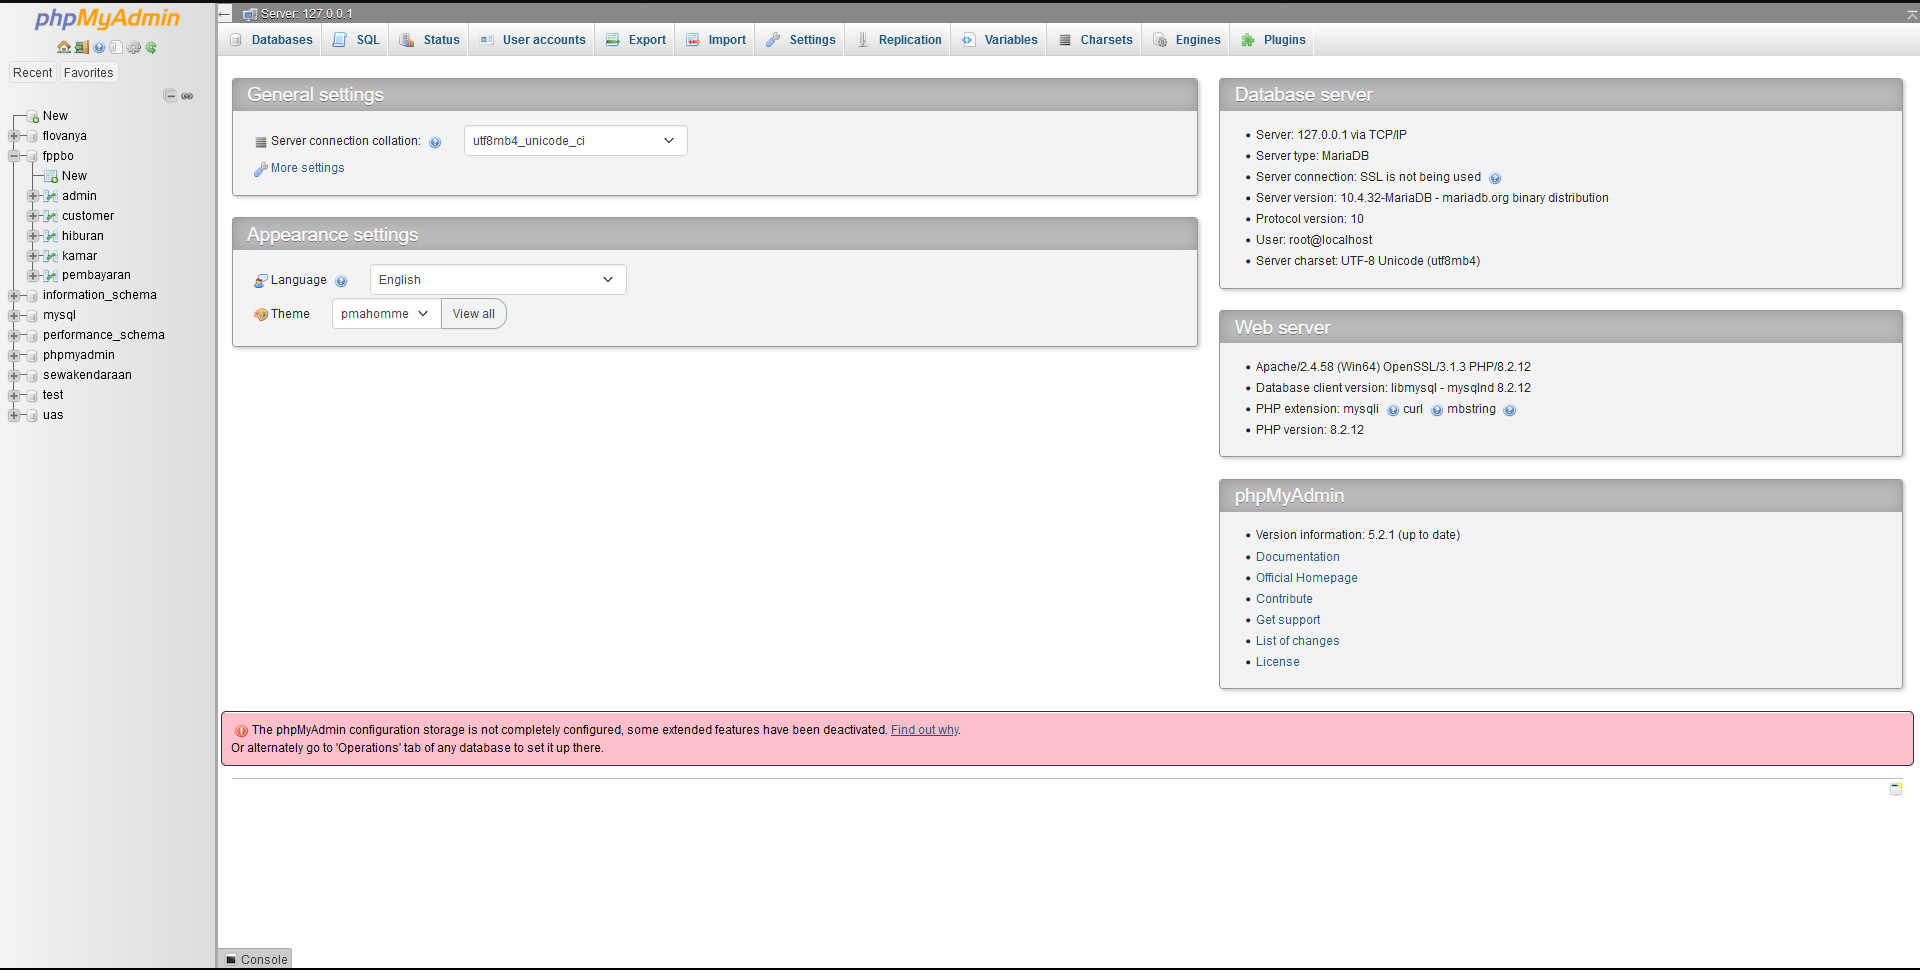 phpMyAdmin
Recent Favorites
New
flovanya
fppbo
New
admin
customer
hiburan
kamar
pembayaran
information_schema
mysql
performance_schema
phpmyadmin
sewakendaraan
test
uas
Server: 127.0.0.1
Databases SQL Status User accounts Export Import Settings Replication Variables Charsets Engines Plugins
General settings
Server connection collation: utf8mb4_unicode_ci
More settings
Appearance settings
Language English
Theme pmahomme View all
Database server
Server: 127.0.0.1 via TCP/IP
Server type: MariaDB
Server connection: SSL is not being used
Server version: 10.4.32-MariaDB - mariadb.org binary distribution
Protocol version: 10
User: root@localhost
Server charset: UTF-8 Unicode (utf8mb4)
Web server
Apache/2.4.58 (Win64) OpenSSL/3.1.3 PHP/8.2.12
Database client version: libmysql - mysqlnd 8.2.12
PHP extension: mysqli curl mbstring
PHP version: 8.2.12
phpMyAdmin
Version information: 5.2.1 (up to date)
Documentation
Official Homepage
Contribute
Get support
List of changes
License
The phpMyAdmin configuration storage is not completely configured, some extended features have been deactivated. Find out why.
Or alternately go to 'Operations' tab of any database to set it up there.
Console